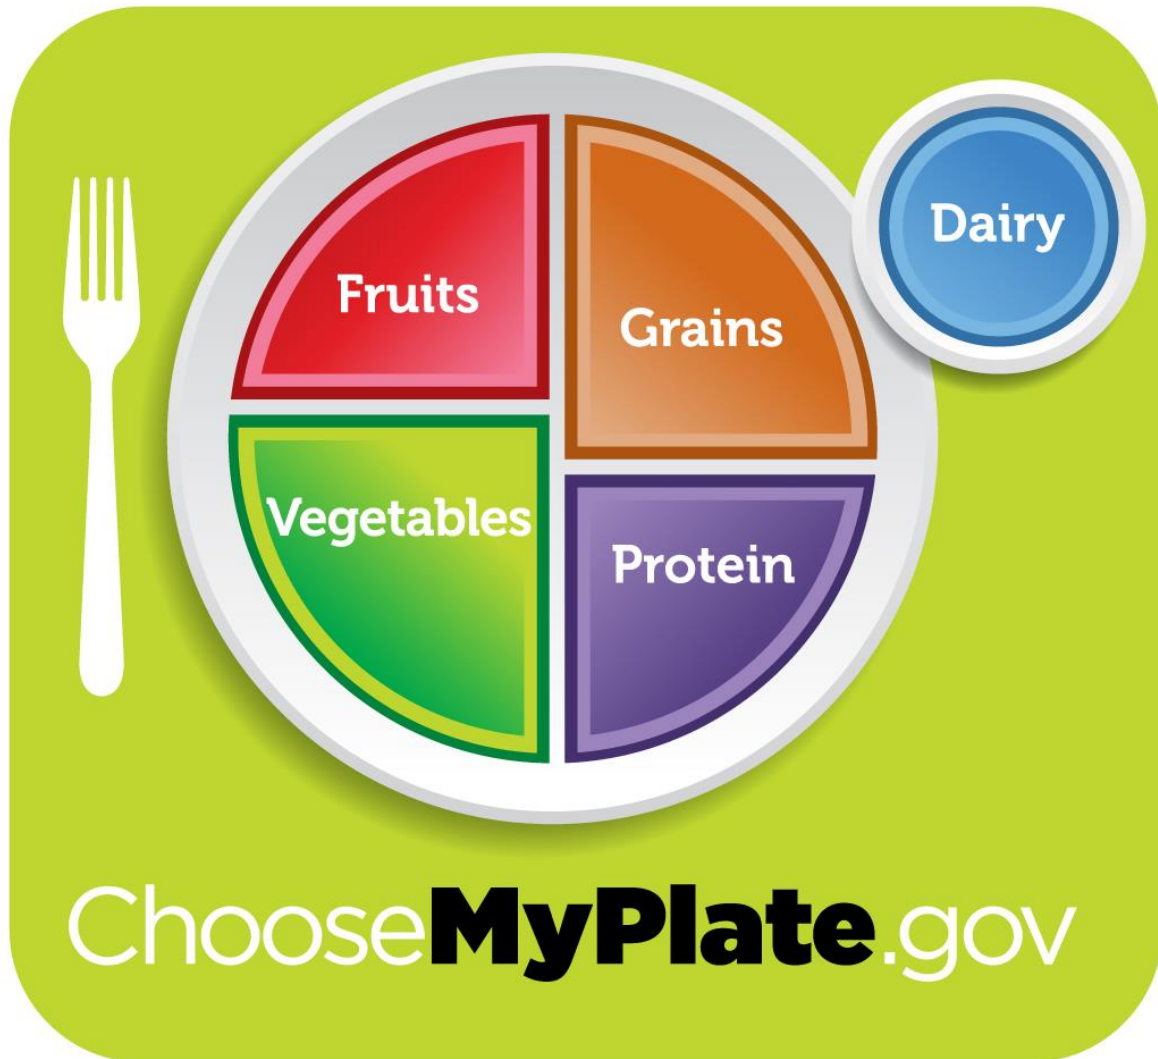 Fruits
Grains
Dairy
Vegetables
Protein
ChooseMyPlate.gov